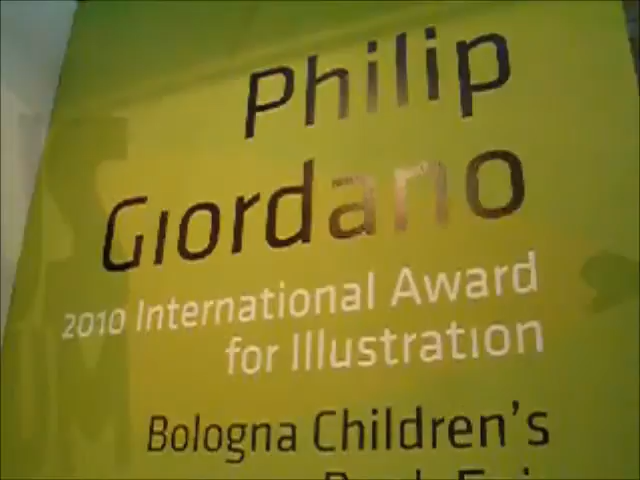 Philip
Giordano
2010 International Award
for Illustration
Bologna Children's